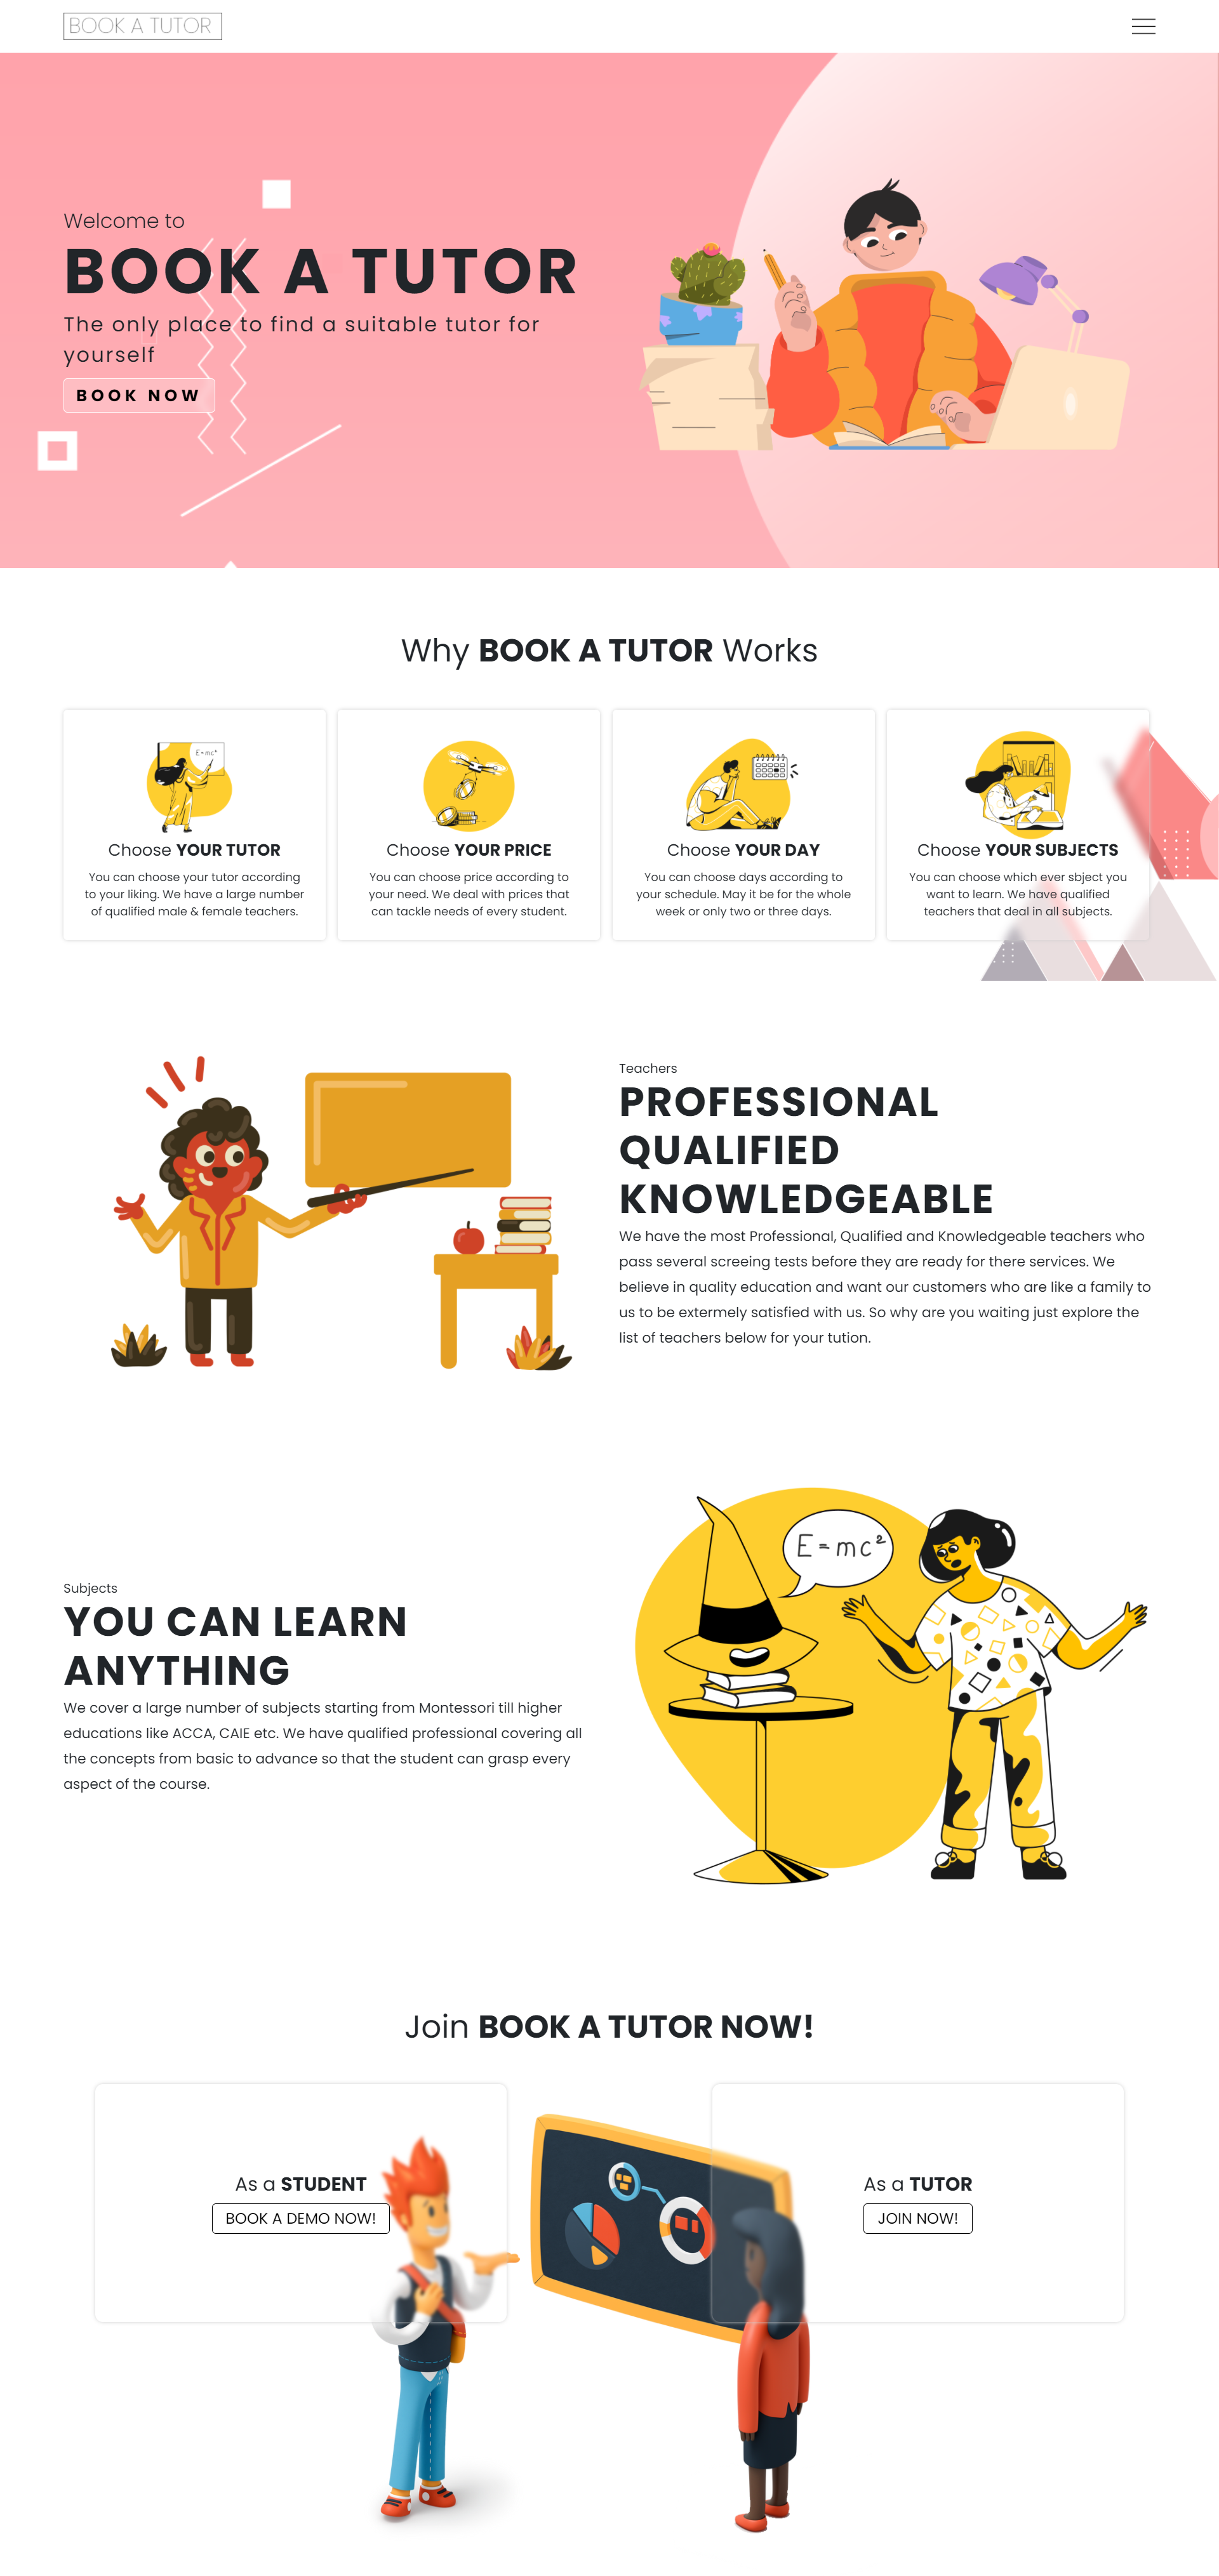 BOOK A TUTOR
Welcome to
BOOK A TUTOR
The only place to find a suitable tutor for
yourself
BOOK NOW
Why BOOK A TUTOR Works
E=mc²
Choose YOUR TUTOR
You can choose your tutor according
to your liking. We have a large number
of qualified male & female teachers.
Choose YOUR PRICE
You can choose price according to
your need. We deal with prices that
can tackle needs of every student.
Choose YOUR DAY
You can choose days according to
your schedule. May it be for the whole
week or only two or three days.
Choose YOUR SUBJECTS
You can choose which ever sbject you
want to learn. We have qualified
teachers that deal in all subjects.
Teachers
PROFESSIONAL
QUALIFIED
KNOWLEDGEABLE
We have the most Professional, Qualified and Knowledgeable teachers who
pass several screeing tests before they are ready for there services. We
believe in quality education and want our customers who are like a family to
us to be extermely satisfied with us. So why are you waiting just explore the
list of teachers below for your tution.
E=mc²
Subjects
YOU CAN LEARN
ANYTHING
We cover a large number of subjects starting from Montessori till higher
educations like ACCA, CAIE etc. We have qualified professional covering all
the concepts from basic to advance so that the student can grasp every
aspect of the course.
Join BOOK A TUTOR NOW!
As a STUDENT
BOOK A DEMO NOW!
As a TUTOR
JOIN NOW!